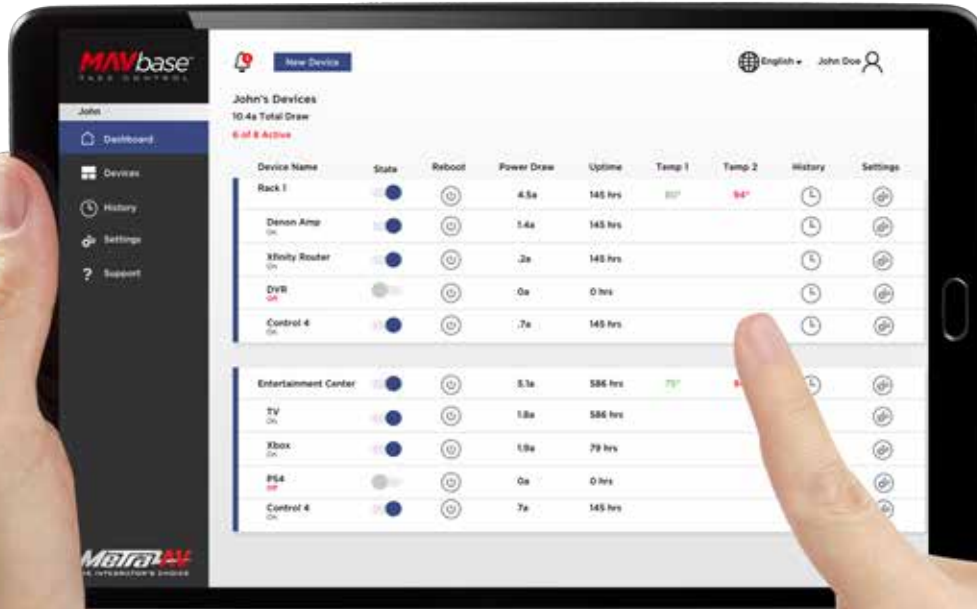 MAVbase
New Device
English
John Doe
John
Dashboard
Devices
History
Settings
Support
John's Devices
10.4a Total Draw
6 of 8 Active
Device Name State Reboot Power Draw Uptime Temp 1 Temp 2 History Settings
Rack 1 4.5a 145 hrs 80° 94°
Denon Amp 1.4a 145 hrs
On
Xfinity Router .2a 145 hrs
On
DVR 0a 0 hrs
Off
Control 4 .7a 145 hrs
On
Entertainment Center 5.1a 586 hrs 75°
TV 1.8a 586 hrs
On
Xbox 1.9a 79 hrs
On
PS4 0a 0 hrs
Off
Control 4 7a 145 hrs
On
MetraAV